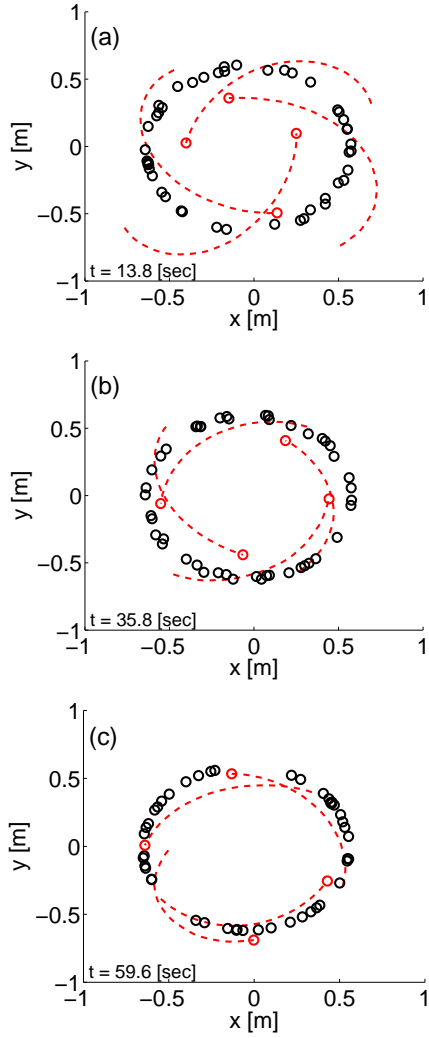 (a)
1
0.5
0
−0.5
−1
y [m]
t = 13.8 [sec]
−1 −0.5 0 0.5 1
x [m]
(b)
1
0.5
0
−0.5
−1
y [m]
t = 35.8 [sec]
−1 −0.5 0 0.5 1
x [m]
(c)
1
0.5
0
−0.5
−1
y [m]
t = 59.6 [sec]
−1 −0.5 0 0.5 1
x [m]